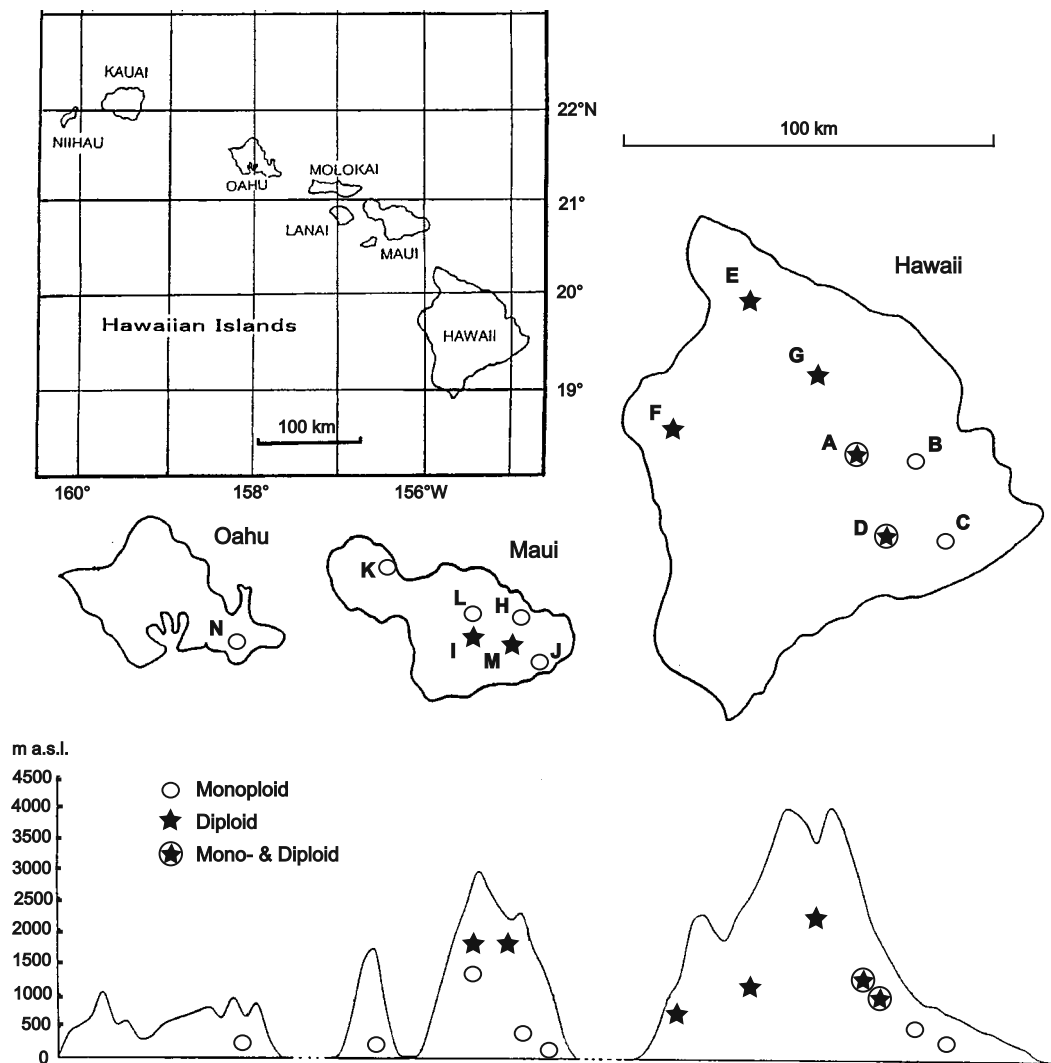 KAUAI
NIIHAU
OAHU
MOLOKAI
LANAI
MAUI
HAWAII
Hawaiian Islands
100 km
22°N
21°
20°
19°
160°
158°
156°W
100 km
Hawaii
E
G
F
A
B
D
C
Oahu
N
Maui
K
L
H
I
M
J
m a.s.l.
4500
4000
3000
2500
2000
1500
1000
500
0
Monoploid
Diploid
Mono- & Diploid